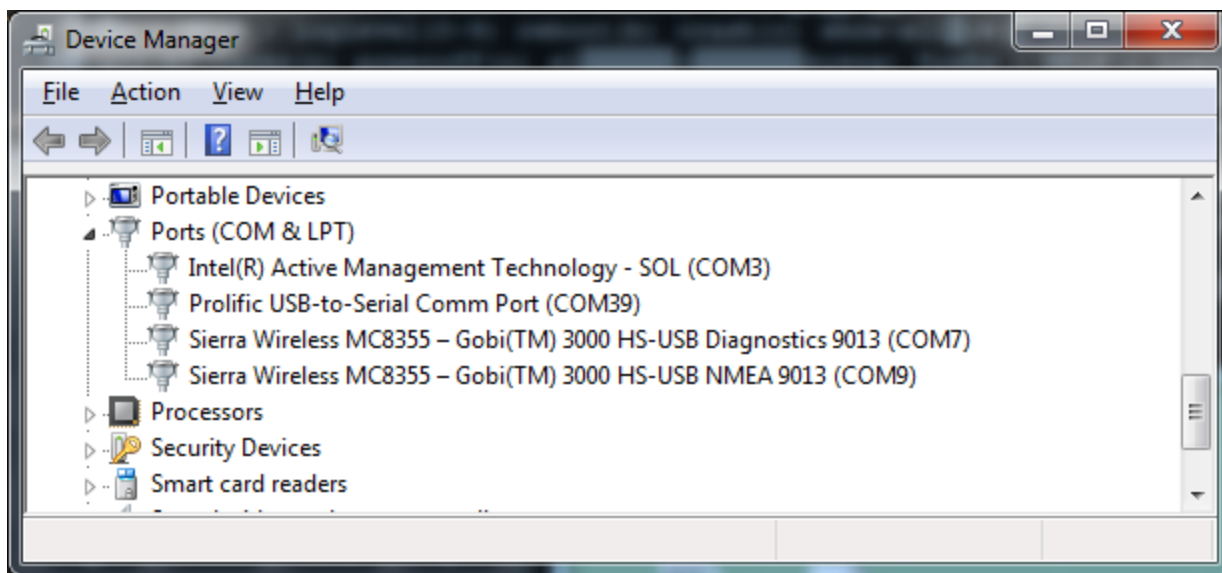 Device Manager
File Action View Help
Portable Devices
Ports (COM & LPT)
Intel(R) Active Management Technology - SOL (COM3)
Prolific USB-to-Serial Comm Port (COM39)
Sierra Wireless MC8355 – Gobi(TM) 3000 HS-USB Diagnostics 9013 (COM7)
Sierra Wireless MC8355 – Gobi(TM) 3000 HS-USB NMEA 9013 (COM9)
Processors
Security Devices
Smart card readers